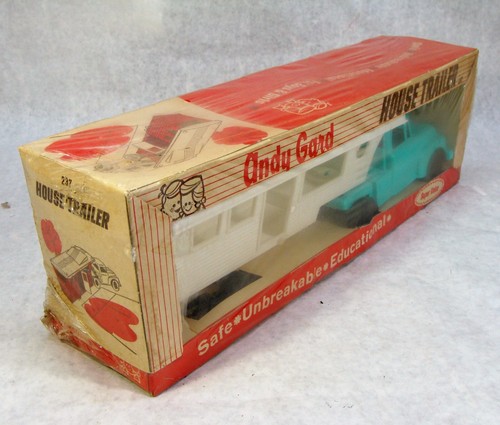 HOUSE-TRAILER
Andy Gard
237
HOUSE-TRAILER
Safe • Unbreakable • Educational •